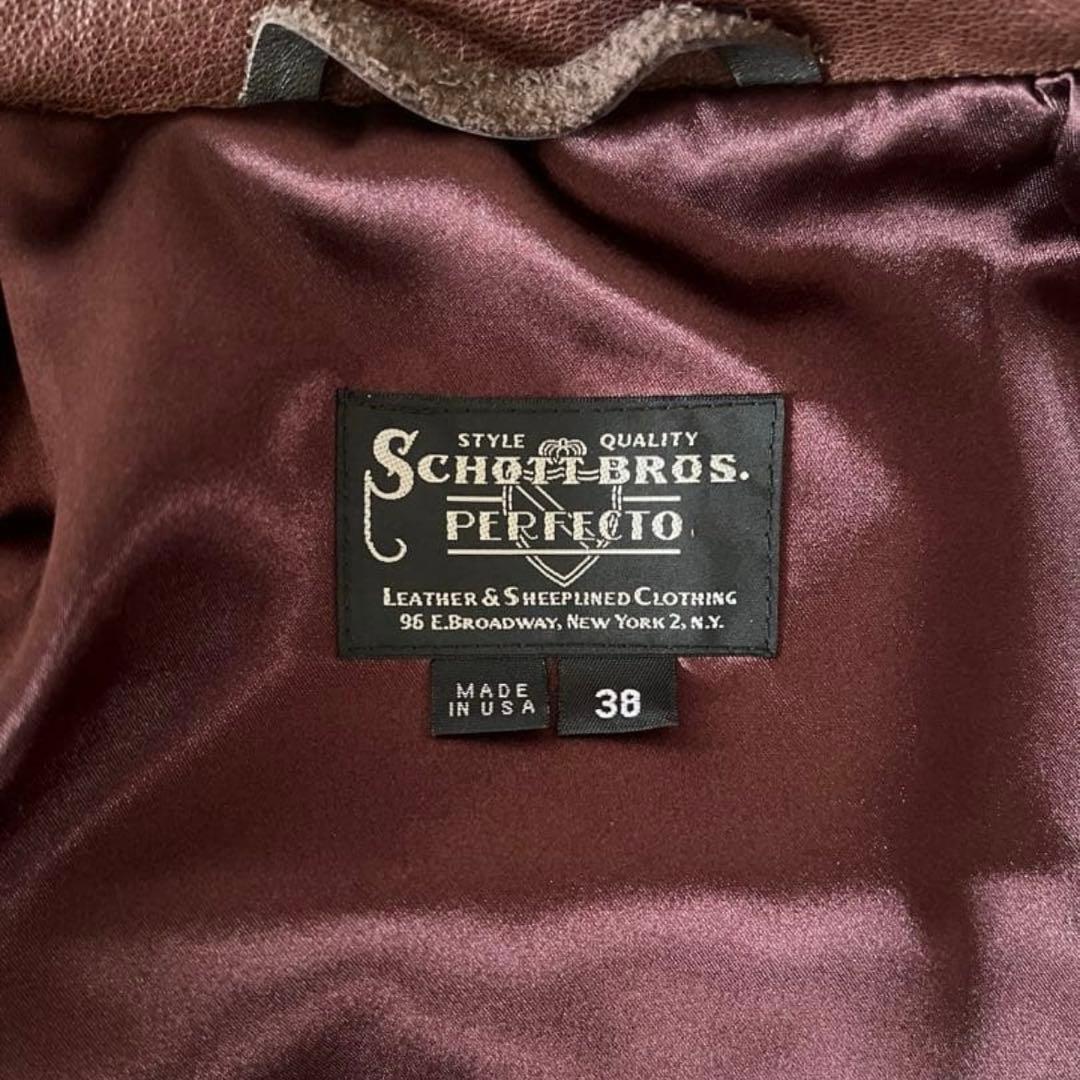 STYLE QUALITY
SCHOTT BROS.
PERFECTO
LEATHER & SHEEPLINED CLOTHING
96 E. BROADWAY, NEW YORK 2, N.Y.
MADE
IN USA
38